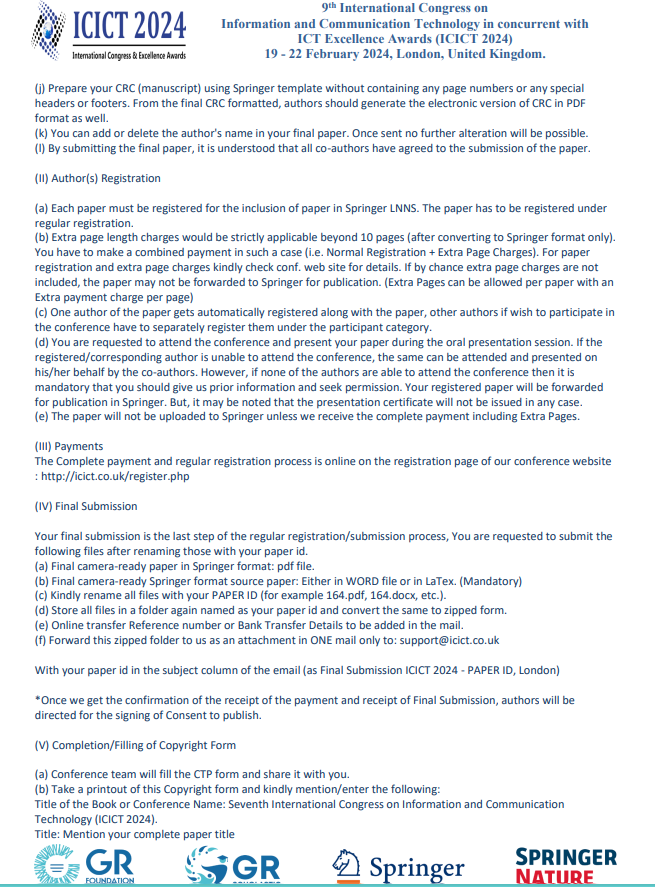 ICICT 2024
International Congress & Excellence Awards
9th International Congress on
Information and Communication Technology in concurrent with
ICT Excellence Awards (ICICT 2024)
19 - 22 February 2024, London, United Kingdom.
(j) Prepare your CRC (manuscript) using Springer template without containing any page numbers or any special
headers or footers. From the final CRC formatted, authors should generate the electronic version of CRC in PDF
format as well.
(k) You can add or delete the author's name in your final paper. Once sent no further alteration will be possible.
(l) By submitting the final paper, it is understood that all co-authors have agreed to the submission of the paper.
(II) Author(s) Registration
(a) Each paper must be registered for the inclusion of paper in Springer LNNS. The paper has to be registered under
regular registration.
(b) Extra page length charges would be strictly applicable beyond 10 pages (after converting to Springer format only).
You have to make a combined payment in such a case (i.e. Normal Registration + Extra Page Charges). For paper
registration and extra page charges kindly check conf. web site for details. If by chance extra page charges are not
included, the paper may not be forwarded to Springer for publication. (Extra Pages can be allowed per paper with an
Extra payment charge per page)
(c) One author of the paper gets automatically registered along with the paper, other authors if wish to participate in
the conference have to separately register them under the participant category.
(d) You are requested to attend the conference and present your paper during the oral presentation session. If the
registered/corresponding author is unable to attend the conference, the same can be attended and presented on
his/her behalf by the co-authors. However, if none of the authors are able to attend the conference then it is
mandatory that you should give us prior information and seek permission. Your registered paper will be forwarded
for publication in Springer. But, it may be noted that the presentation certificate will not be issued in any case.
(e) The paper will not be uploaded to Springer unless we receive the complete payment including Extra Pages.
(III) Payments
The Complete payment and regular registration process is online on the registration page of our conference website
: http://icict.co.uk/register.php
(IV) Final Submission
Your final submission is the last step of the regular registration/submission process, You are requested to submit the
following files after renaming those with your paper id.
(a) Final camera-ready paper in Springer format: pdf file.
(b) Final camera-ready Springer format source paper: Either in WORD file or in LaTex. (Mandatory)
(c) Kindly rename all files with your PAPER ID (for example 164.pdf, 164.docx, etc.).
(d) Store all files in a folder again named as your paper id and convert the same to zipped form.
(e) Online transfer Reference number or Bank Transfer Details to be added in the mail.
(f) Forward this zipped folder to us as an attachment in ONE mail only to: support@icict.co.uk
With your paper id in the subject column of the email (as Final Submission ICICT 2024 - PAPER ID, London)
*Once we get the confirmation of the receipt of the payment and receipt of Final Submission, authors will be
directed for the signing of Consent to publish.
(V) Completion/Filling of Copyright Form
(a) Conference team will fill the CTP form and share it with you.
(b) Take a printout of this Copyright form and kindly mention/enter the following:
Title of the Book or Conference Name: Seventh International Congress on Information and Communication
Technology (ICICT 2024).
Title: Mention your complete paper title
GR
FOUNDATION
GR
Springer
SPRINGER
NATURE